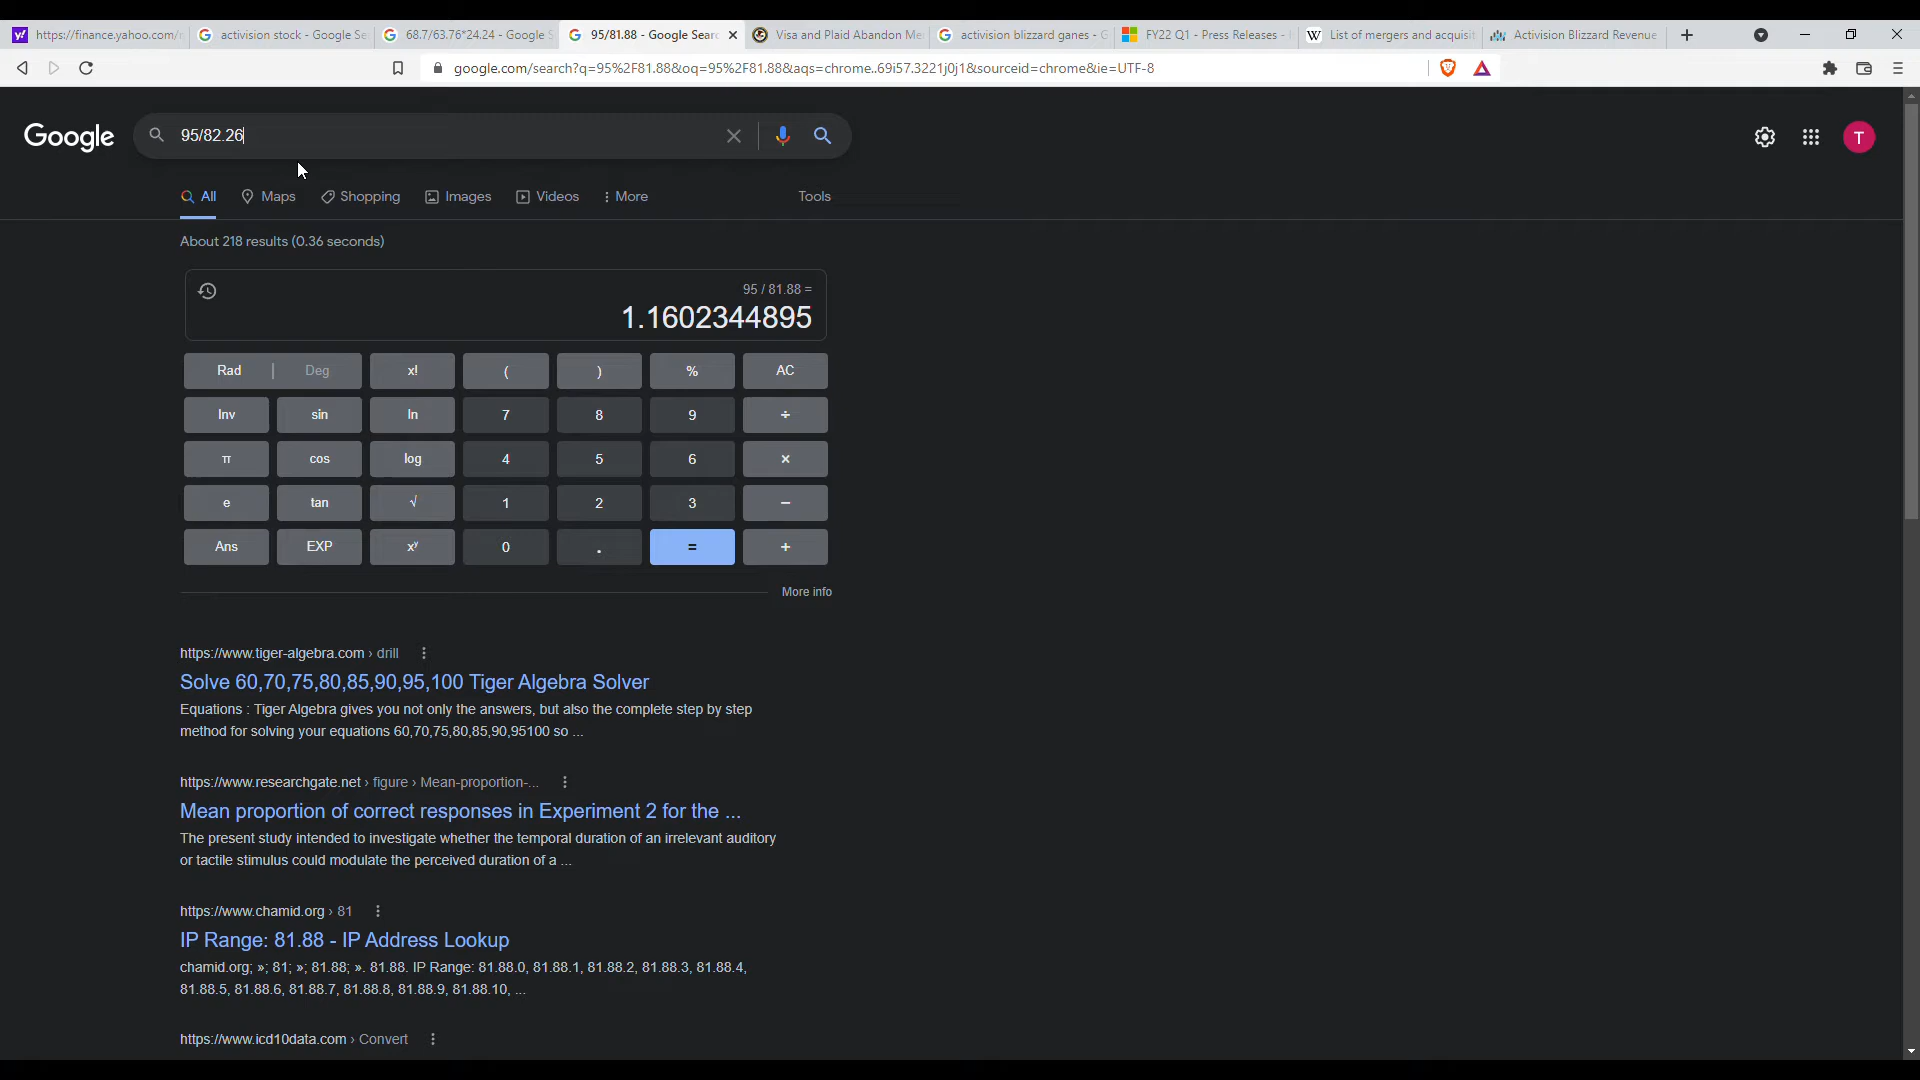 https://finance.yahoo.com/
activision stock - Google Se
68.7/63.76*24.24 - Google S
95/81.88 - Google Sear
Visa and Plaid Abandon Me
activision blizzard ganes - G
FY22 Q1 - Press Releases -
List of mergers and acquisit
Activision Blizzard Revenue
google.com/search?q=95%2F81.88&oq=95%2F81.88&aqs=chrome..69i57.3221j0j1&sourceid=chrome&ie=UTF-8
Google
95/82.26
T
All
Maps
Shopping
Images
Videos
More
Tools
About 218 results (0.36 seconds)
95 / 81.88 =
1.1602344895
Rad | Deg x! ( ) % AC
Inv sin ln 7 8 9 ÷
π cos log 4 5 6 ×
e tan √ 1 2 3 −
Ans EXP xʸ 0 . = +
More info
https://www.tiger-algebra.com › drill
Solve 60,70,75,80,85,90,95,100 Tiger Algebra Solver
Equations : Tiger Algebra gives you not only the answers, but also the complete step by step
method for solving your equations 60,70,75,80,85,90,95100 so ...
https://www.researchgate.net › figure › Mean-proportion-...
Mean proportion of correct responses in Experiment 2 for the ...
The present study intended to investigate whether the temporal duration of an irrelevant auditory
or tactile stimulus could modulate the perceived duration of a ...
https://www.chamid.org › 81
IP Range: 81.88 - IP Address Lookup
chamid.org; »; 81; »; 81.88; ». 81.88. IP Range: 81.88.0, 81.88.1, 81.88.2, 81.88.3, 81.88.4,
81.88.5, 81.88.6, 81.88.7, 81.88.8, 81.88.9, 81.88.10, ...
https://www.icd10data.com › Convert